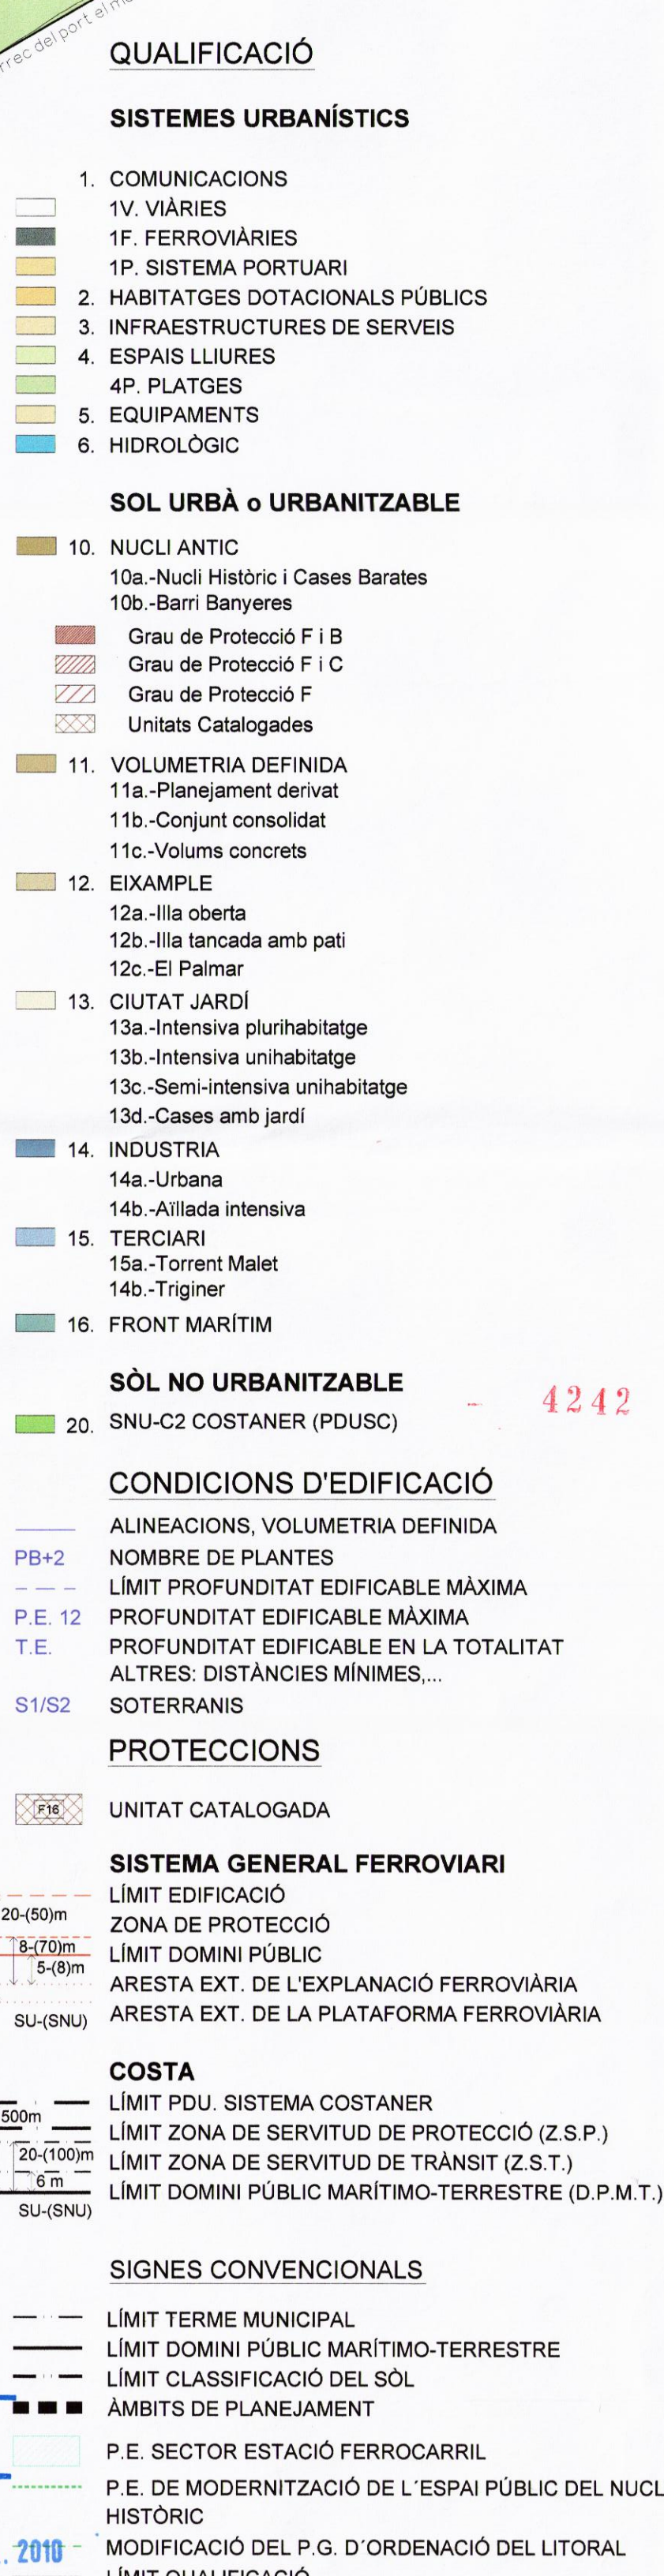 rrec del port el m
QUALIFICACIÓ
SISTEMES URBANÍSTICS
1. COMUNICACIONS
1V. VIÀRIES
1F. FERROVIÀRIES
1P. SISTEMA PORTUARI
2. HABITATGES DOTACIONALS PÚBLICS
3. INFRAESTRUCTURES DE SERVEIS
4. ESPAIS LLIURES
4P. PLATGES
5. EQUIPAMENTS
6. HIDROLÒGIC
SOL URBÀ o URBANITZABLE
10. NUCLI ANTIC
10a.-Nucli Històric i Cases Barates
10b.-Barri Banyeres
Grau de Protecció F i B
Grau de Protecció F i C
Grau de Protecció F
Unitats Catalogades
11. VOLUMETRIA DEFINIDA
11a.-Planejament derivat
11b.-Conjunt consolidat
11c.-Volums concrets
12. EIXAMPLE
12a.-Illa oberta
12b.-Illa tancada amb pati
12c.-El Palmar
13. CIUTAT JARDÍ
13a.-Intensiva plurihabitatge
13b.-Intensiva unihabitatge
13c.-Semi-intensiva unihabitatge
13d.-Cases amb jardí
14. INDUSTRIA
14a.-Urbana
14b.-Aïllada intensiva
15. TERCIARI
15a.-Torrent Malet
14b.-Triginer
16. FRONT MARÍTIM
SÒL NO URBANITZABLE
- 4242
20. SNU-C2 COSTANER (PDUSC)
CONDICIONS D'EDIFICACIÓ
ALINEACIONS, VOLUMETRIA DEFINIDA
PB+2 NOMBRE DE PLANTES
LÍMIT PROFUNDITAT EDIFICABLE MÀXIMA
P.E. 12 PROFUNDITAT EDIFICABLE MÀXIMA
T.E. PROFUNDITAT EDIFICABLE EN LA TOTALITAT
ALTRES: DISTÀNCIES MÍNIMES,...
S1/S2 SOTERRANIS
PROTECCIONS
F16 UNITAT CATALOGADA
SISTEMA GENERAL FERROVIARI
LÍMIT EDIFICACIÓ
20-(50)m ZONA DE PROTECCIÓ
8-(70)m LÍMIT DOMINI PÚBLIC
5-(8)m ARESTA EXT. DE L'EXPLANACIÓ FERROVIÀRIA
SU-(SNU) ARESTA EXT. DE LA PLATAFORMA FERROVIÀRIA
COSTA
LÍMIT PDU. SISTEMA COSTANER
500m LÍMIT ZONA DE SERVITUD DE PROTECCIÓ (Z.S.P.)
20-(100)m LÍMIT ZONA DE SERVITUD DE TRÀNSIT (Z.S.T.)
6 m LÍMIT DOMINI PÚBLIC MARÍTIMO-TERRESTRE (D.P.M.T.)
SU-(SNU)
SIGNES CONVENCIONALS
LÍMIT TERME MUNICIPAL
LÍMIT DOMINI PÚBLIC MARÍTIMO-TERRESTRE
LÍMIT CLASSIFICACIÓ DEL SÒL
ÀMBITS DE PLANEJAMENT
P.E. SECTOR ESTACIÓ FERROCARRIL
P.E. DE MODERNITZACIÓ DE L´ESPAI PÚBLIC DEL NUCL
HISTÒRIC
. 2010 MODIFICACIÓ DEL P.G. D´ORDENACIÓ DEL LITORAL
LÍMIT QUALIFICACIÓ